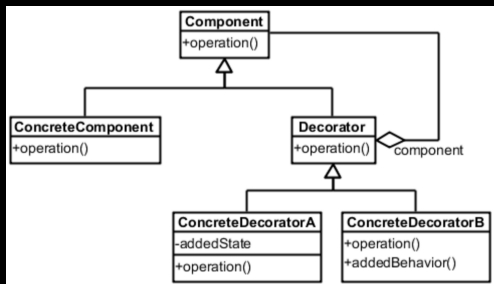 Component
+operation()
ConcreteComponent
+operation()
Decorator
+operation()
component
ConcreteDecoratorA
-addedState
+operation()
ConcreteDecoratorB
+operation()
+addedBehavior()